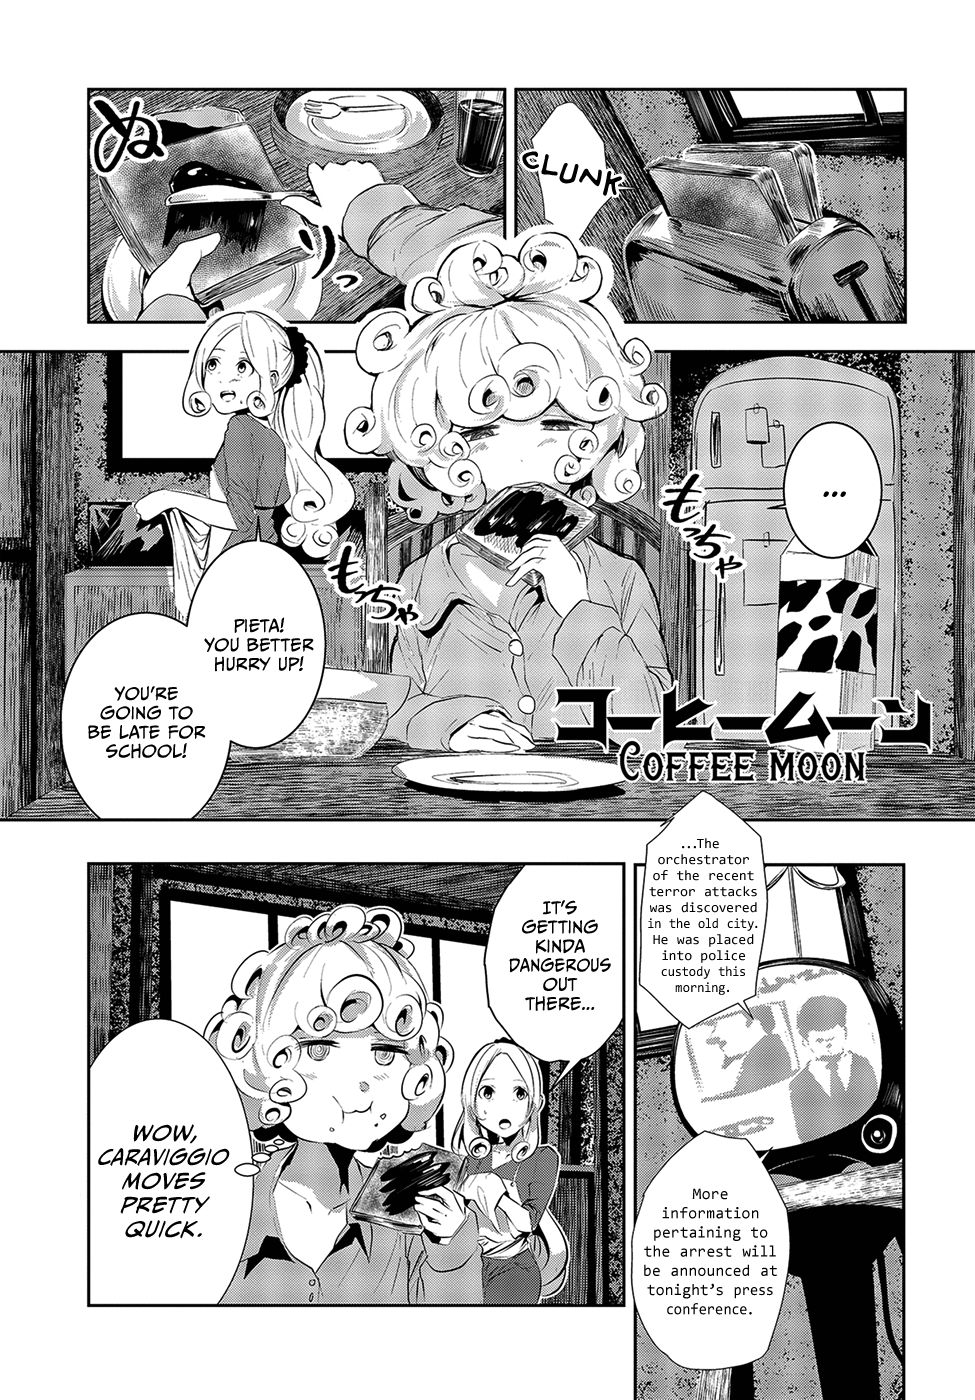 CLUNK
ぬ
りっ
...
もっちゃ
もっちゃ
PIETA!
YOU BETTER
HURRY UP!
YOU'RE
GOING TO
BE LATE FOR
SCHOOL!
コーヒームーン
COFFEE MOON
...The
orchestrator
of the recent
terror attacks
was discovered
in the old city.
He was placed
into police
custody this
morning.
More
information
pertaining to
the arrest will
be announced at
tonight's press
conference.
IT'S
GETTING
KINDA
DANGEROUS
OUT
THERE...
WOW,
CARAVIGGIO
MOVES
PRETTY
QUICK.